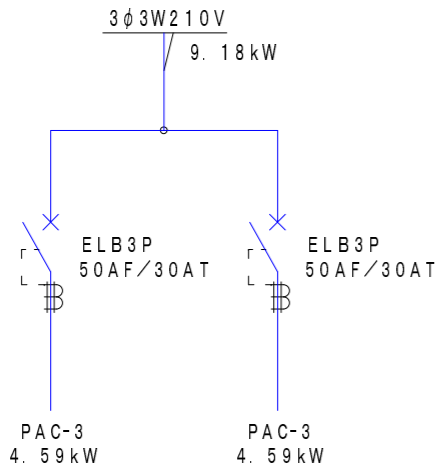 3φ3W210V
9.18kW
ELB3P
50AF/30AT
ELB3P
50AF/30AT
PAC-3
4.59kW
PAC-3
4.59kW